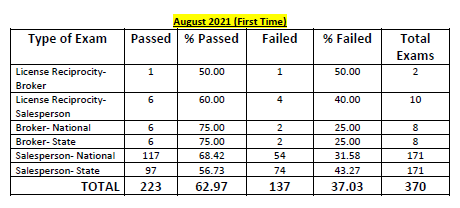 August 2021 (First Time)
Type of Exam Passed % Passed Failed % Failed Total
Exams
License Reciprocity- 1 50.00 1 50.00 2
Broker
License Reciprocity- 6 60.00 4 40.00 10
Salesperson
Broker- National 6 75.00 2 25.00 8
Broker- State 6 75.00 2 25.00 8
Salesperson- National 117 68.42 54 31.58 171
Salesperson- State 97 56.73 74 43.27 171
TOTAL 223 62.97 137 37.03 370